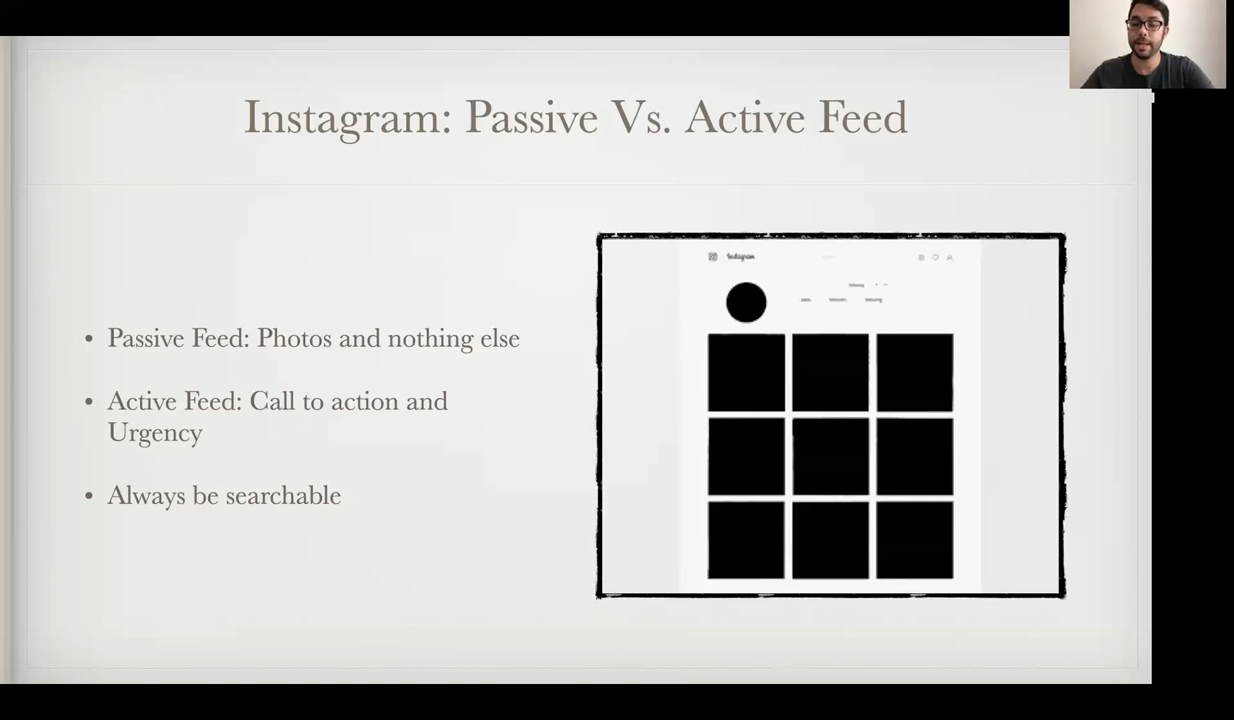 Instagram: Passive Vs. Active Feed
• Passive Feed: Photos and nothing else
• Active Feed: Call to action and
Urgency
• Always be searchable
Instagram